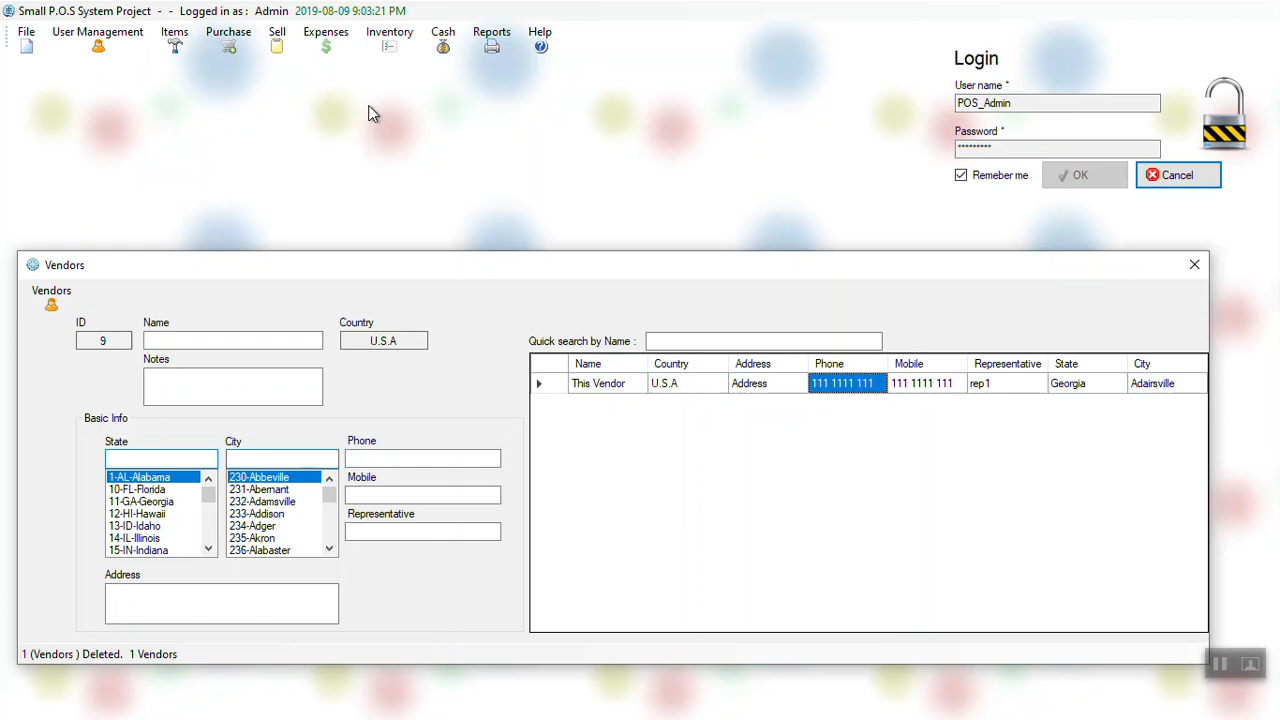 Small P.O.S System Project - - Logged in as : Admin 2019-08-09 9:03:21 PM
File User Management Items Purchase Sell Expenses Inventory Cash Reports Help
Login
User name *
POS_Admin
Password *
*********
Remeber me OK Cancel
Vendors
Vendors
ID Name Country
9 U.S.A
Notes
Quick search by Name :
Name Country Address Phone Mobile Representative State City
This Vendor U.S.A Address 111 1111 111 111 1111 111 rep1 Georgia Adairsville
Basic Info
State City Phone
1-AL-Alabama 230-Abbeville
10-FL-Florida 231-Abernant
11-GA-Georgia 232-Adamsville
12-HI-Hawaii 233-Addison
13-ID-Idaho 234-Adger
14-IL-Illinois 235-Akron
15-IN-Indiana 236-Alabaster
Mobile
Representative
Address
1 (Vendors ) Deleted. 1 Vendors